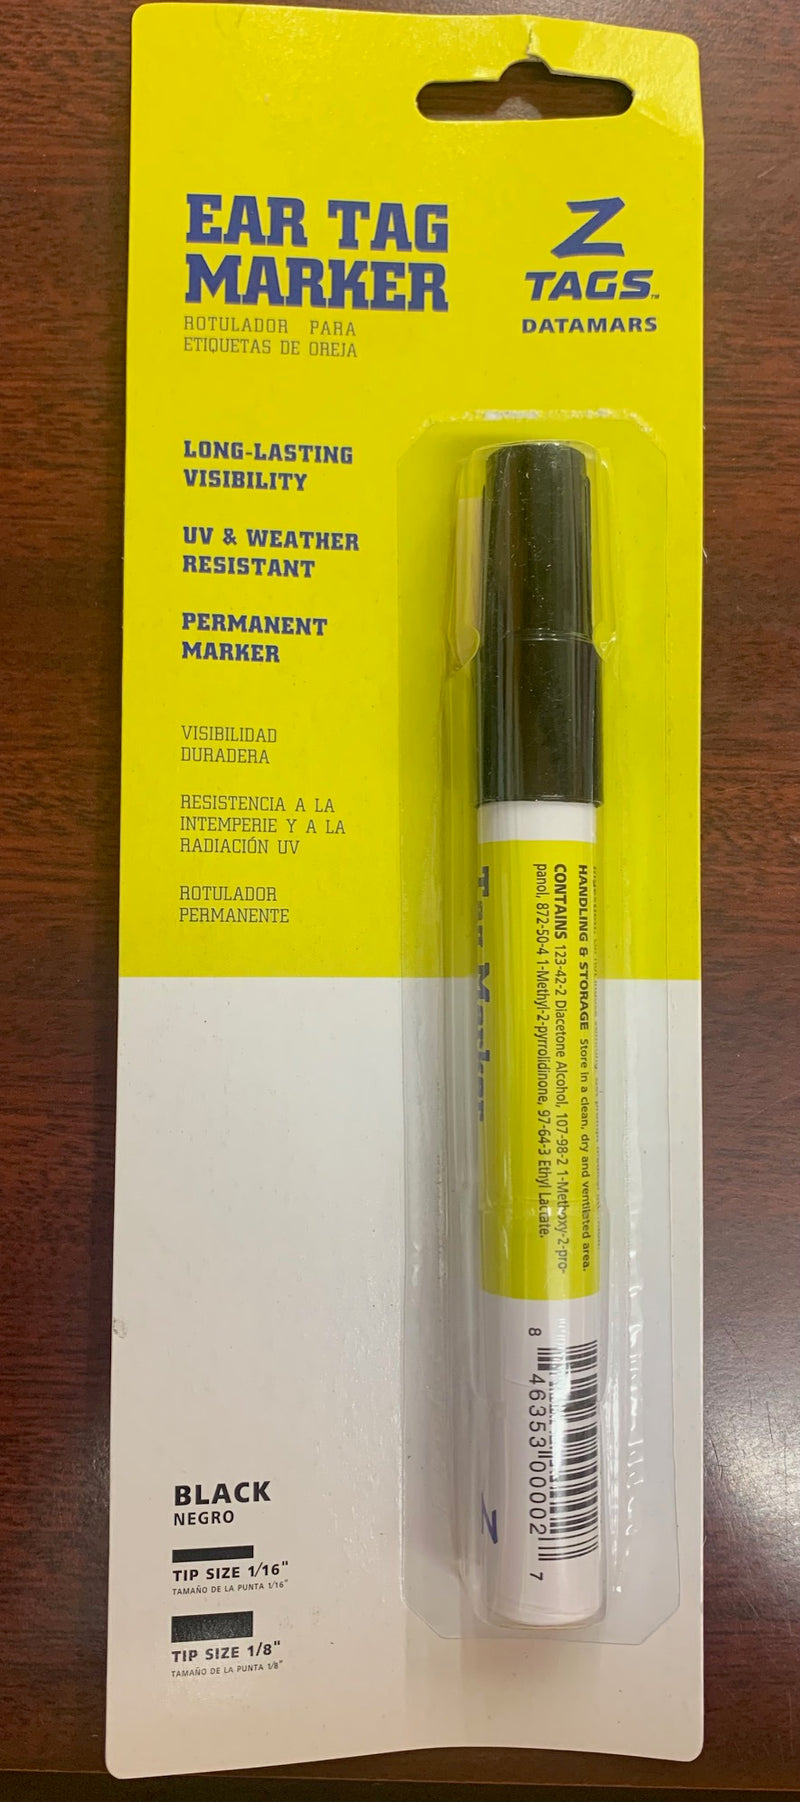 EAR TAG
MARKER
ROTULADOR PARA
ETIQUETAS DE OREJA
Z
TAGS™
DATAMARS
LONG-LASTING
VISIBILITY
UV & WEATHER
RESISTANT
PERMANENT
MARKER
VISIBILIDAD
DURADERA
RESISTENCIA A LA
INTEMPERIE Y A LA
RADIACIÓN UV
ROTULADOR
PERMANENTE
HANDLING & STORAGE Store in a clean, dry and ventilated area.
CONTAINS 123-42-2 Diacetone Alcohol, 107-98-2 1-Methoxy-2-pro-
panol, 872-50-4 1-Methyl-2-pyrrolidinone, 97-64-3 Ethyl Lactate.
Tag Marker
8 46353 00002 7
Z
BLACK
NEGRO
TIP SIZE 1/16"
TAMAÑO DE LA PUNTA 1/16"
TIP SIZE 1/8"
TAMAÑO DE LA PUNTA 1/8"